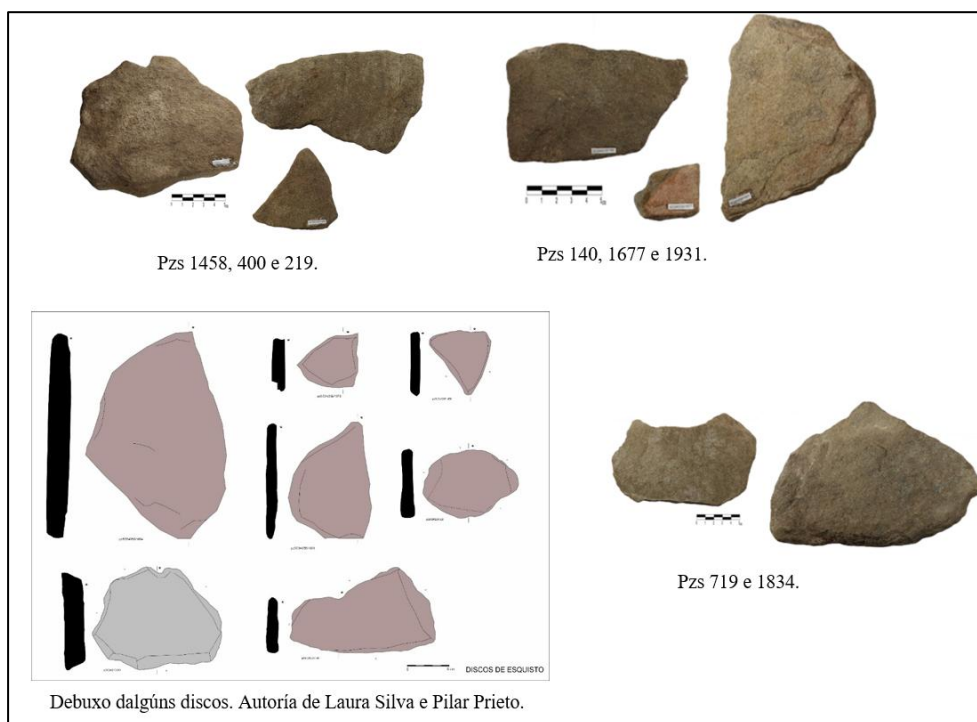 Pzs 1458, 400 e 219.
Pzs 140, 1677 e 1931.
Pzs 719 e 1834.
DISCOS DE ESQUISTO
Debuxo dalgúns discos. Autoría de Laura Silva e Pilar Prieto.